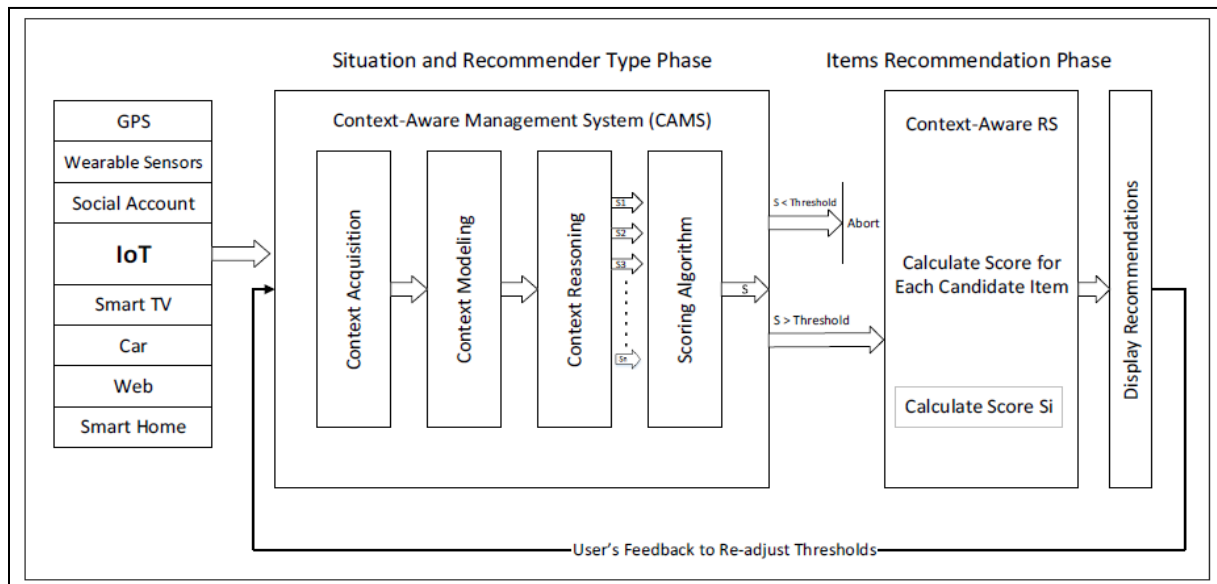 Situation and Recommender Type Phase
Items Recommendation Phase
GPS
Wearable Sensors
Social Account
IoT
Smart TV
Car
Web
Smart Home
Context-Aware Management System (CAMS)
Context Acquisition
Context Modeling
Context Reasoning
S1
S2
S3
Sn
Scoring Algorithm
S
S < Threshold
Abort
S > Threshold
Context-Aware RS
Calculate Score for
Each Candidate Item
Calculate Score Si
Display Recommendations
User's Feedback to Re-adjust Thresholds